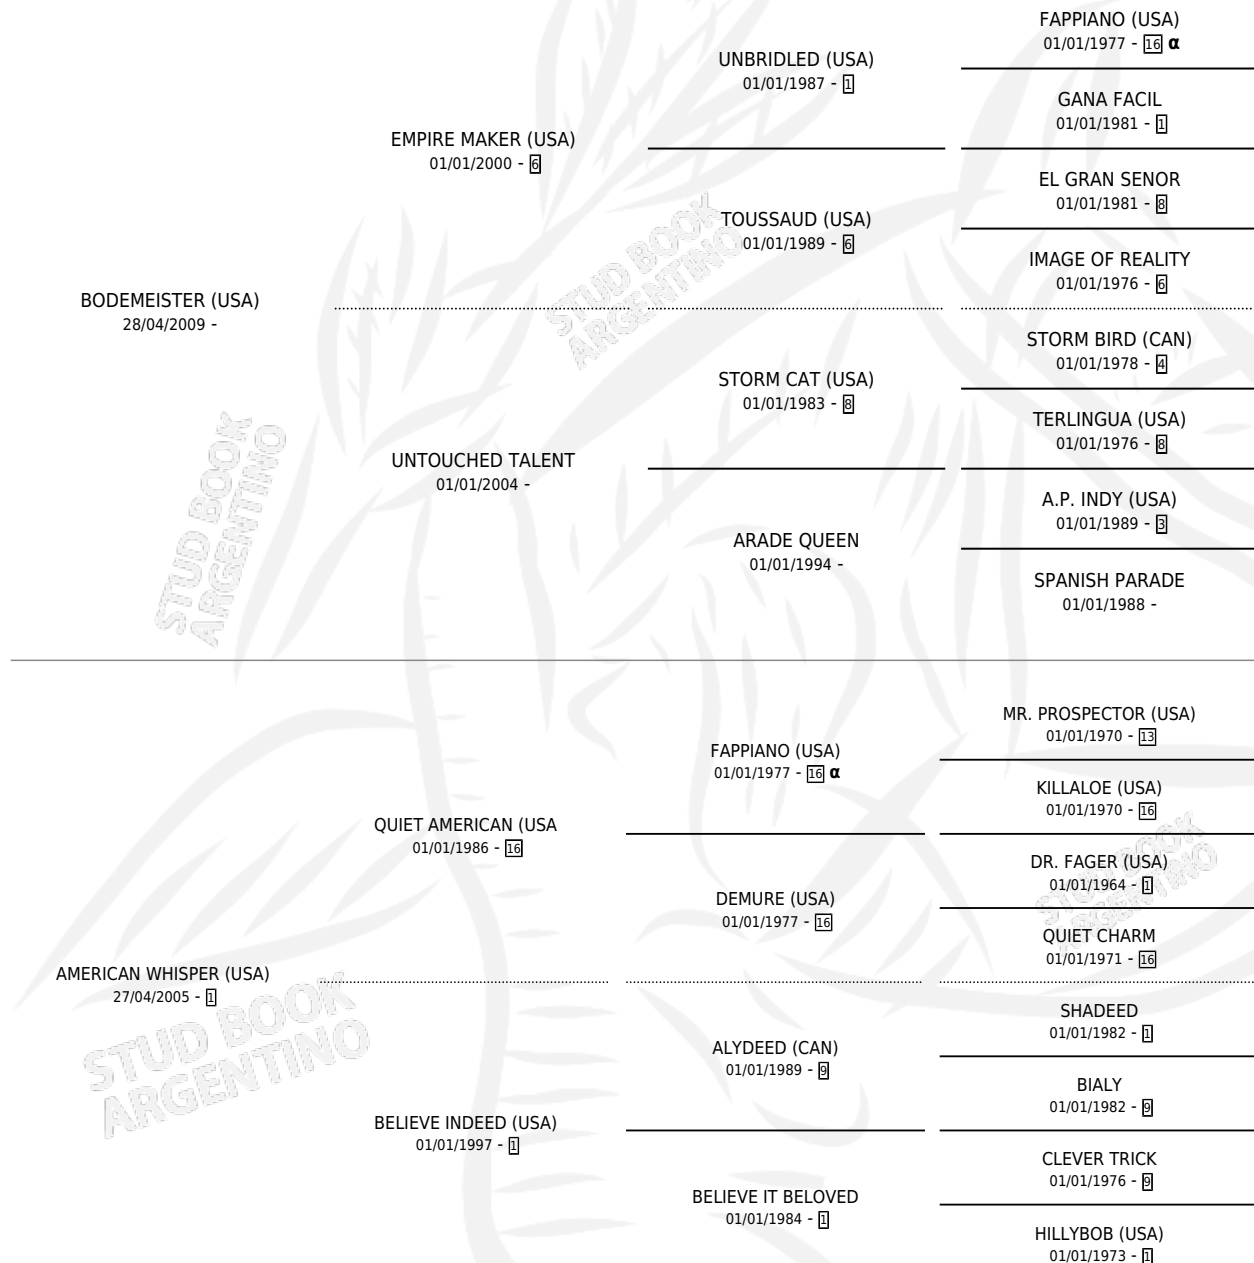 FAPPIANO (USA)
01/01/1977 - 16 α
UNBRIDLED (USA)
01/01/1987 - 1
GANA FACIL
01/01/1981 - 1
EMPIRE MAKER (USA)
01/01/2000 - 6
EL GRAN SENOR
01/01/1981 - 8
TOUSSAUD (USA)
01/01/1989 - 6
IMAGE OF REALITY
01/01/1976 - 6
BODEMEISTER (USA)
28/04/2009 -
STORM BIRD (CAN)
01/01/1978 - 4
STORM CAT (USA)
01/01/1983 - 8
TERLINGUA (USA)
01/01/1976 - 8
UNTOUCHED TALENT
01/01/2004 -
A.P. INDY (USA)
01/01/1989 - 3
ARADE QUEEN
01/01/1994 -
SPANISH PARADE
01/01/1988 -
MR. PROSPECTOR (USA)
01/01/1970 - 13
FAPPIANO (USA)
01/01/1977 - 16 α
KILLALOE (USA)
01/01/1970 - 16
QUIET AMERICAN (USA
01/01/1986 - 16
DR. FAGER (USA)
01/01/1964 - 1
DEMURE (USA)
01/01/1977 - 16
QUIET CHARM
01/01/1971 - 16
AMERICAN WHISPER (USA)
27/04/2005 - 1
SHADEED
01/01/1982 - 1
ALYDEED (CAN)
01/01/1989 - 9
BIALY
01/01/1982 - 9
BELIEVE INDEED (USA)
01/01/1997 - 1
CLEVER TRICK
01/01/1976 - 9
BELIEVE IT BELOVED
01/01/1984 - 1
HILLYBOB (USA)
01/01/1973 - 1
STUD BOOK
ARGENTINO
STUD BOOK
ARGENTINO
STUD BOOK
ARGENTINO
STUD BOOK
ARGENTINO